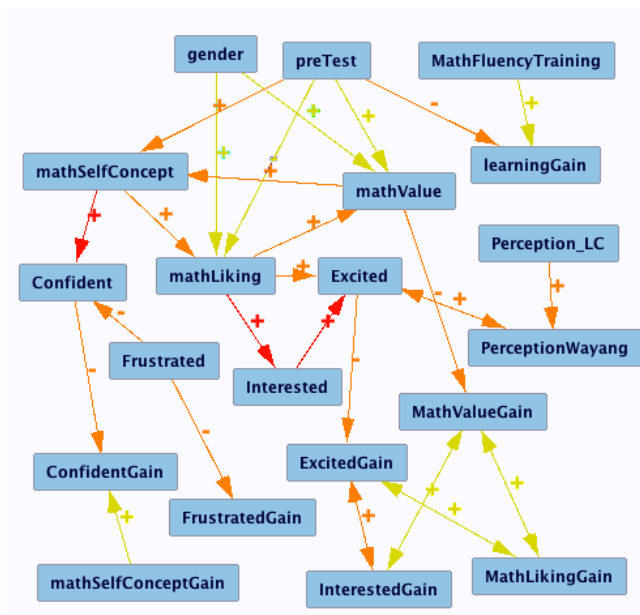 gender
preTest
MathFluencyTraining
+
+
+
+
+
-
-
+
mathSelfConcept
learningGain
mathValue
+
+
+
Perception_LC
Confident
mathLiking
+
Excited
-
+
+
-
+
+
Frustrated
PerceptionWayang
-
-
Interested
MathValueGain
-
ConfidentGain
ExcitedGain
+
+
+
+
+
FrustratedGain
mathSelfConceptGain
InterestedGain
MathLikingGain